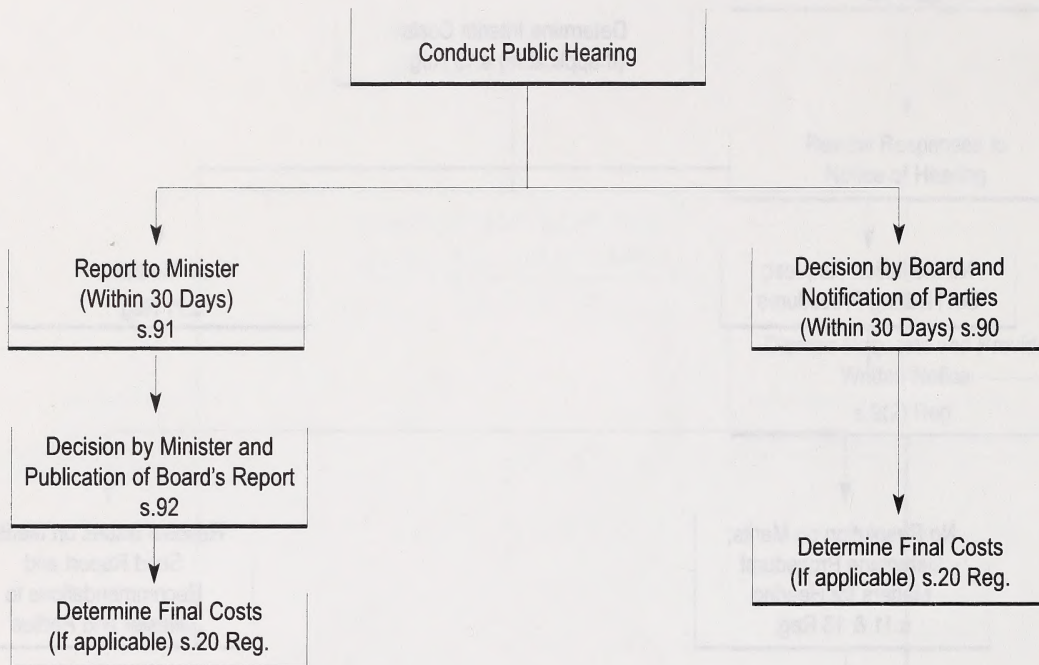 Conduct Public Hearing
Report to Minister
(Within 30 Days)
s.91
Decision by Minister and
Publication of Board's Report
s.92
Determine Final Costs
(If applicable) s.20 Reg.
Decision by Board and
Notification of Parties
(Within 30 Days) s.90
Determine Final Costs
(If applicable) s.20 Reg.